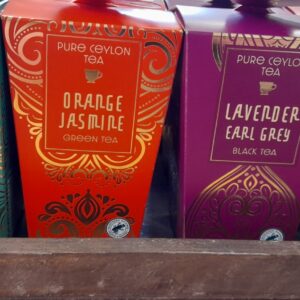 PURE CEYLON
TEA
ORANGE
JASMINE
GREEN TEA
PURE CEYLON
TEA
LAVENDER
EARL GREY
BLACK TEA